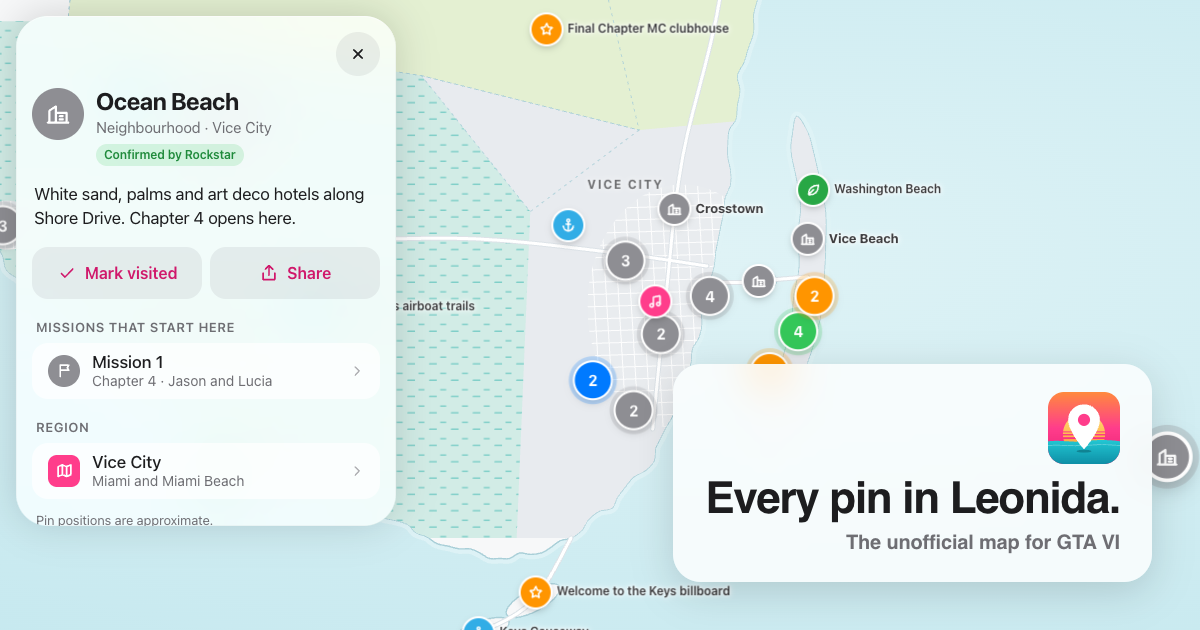 Final Chapter MC clubhouse
Ocean Beach
Neighbourhood · Vice City
Confirmed by Rockstar
White sand, palms and art deco hotels along
Shore Drive. Chapter 4 opens here.
Mark visited
Share
MISSIONS THAT START HERE
Mission 1
Chapter 4 · Jason and Lucia
REGION
Vice City
Miami and Miami Beach
Pin positions are approximate.
3
VICE CITY
Washington Beach
Crosstown
Vice Beach
3
4
2
s airboat trails
2
4
2
2
Every pin in Leonida.
The unofficial map for GTA VI
Welcome to the Keys billboard